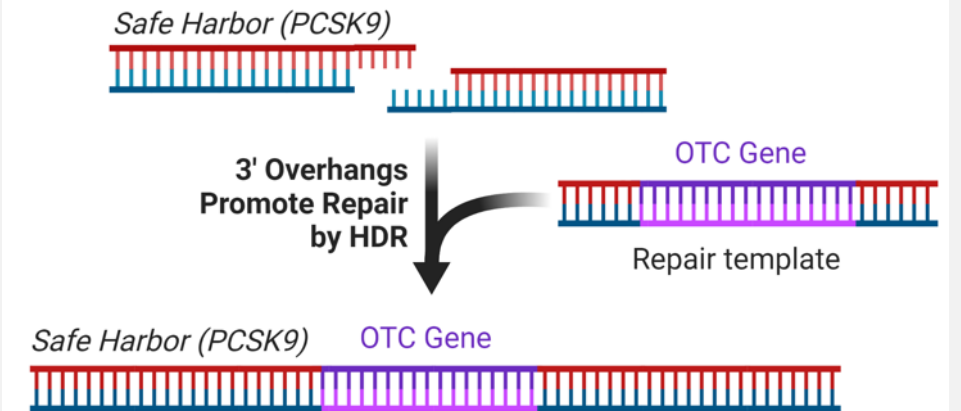 Safe Harbor (PCSK9)
OTC Gene
3' Overhangs
Promote Repair
by HDR
Repair template
Safe Harbor (PCSK9)
OTC Gene